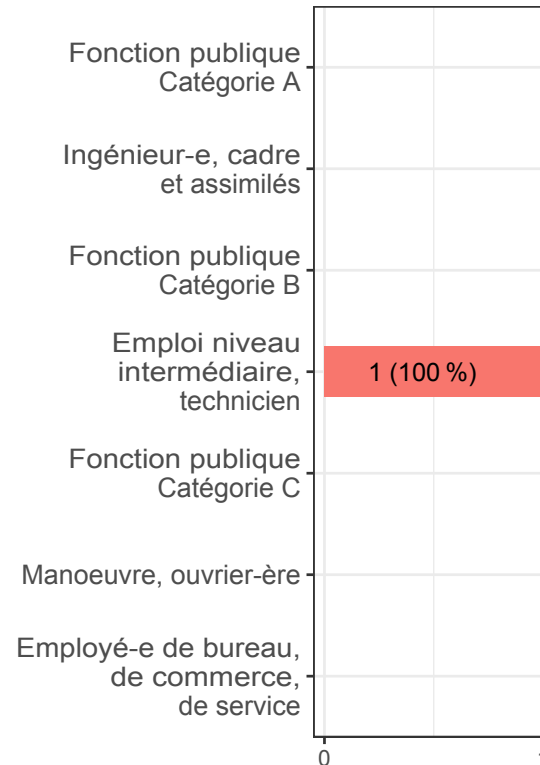 Fonction publique
Catégorie A
Ingénieur-e, cadre
et assimilés
Fonction publique
Catégorie B
Emploi niveau
intermédiaire,
technicien
1 (100 %)
Fonction publique
Catégorie C
Manoeuvre, ouvrier-ère
Employé-e de bureau,
de commerce,
de service
0